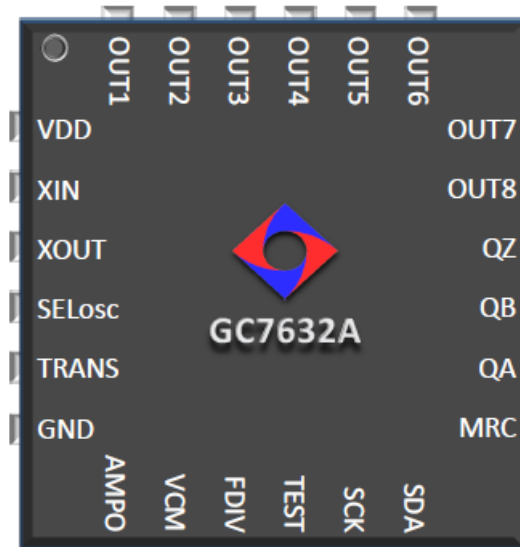 OUT1
OUT2
OUT3
OUT4
OUT5
OUT6
VDD
OUT7
XIN
OUT8
XOUT
QZ
SELosc
QB
GC7632A
TRANS
QA
GND
MRC
AMPO
VCM
FDIV
TEST
SCK
SDA